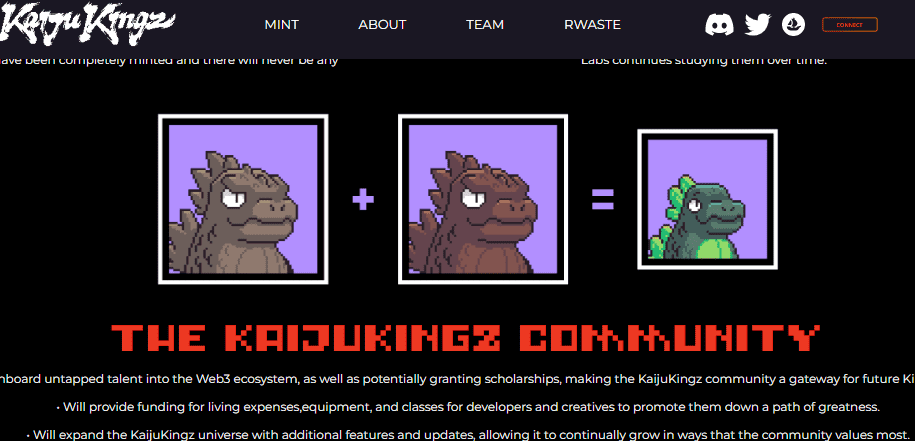 Kaiju Kingz
MINT ABOUT TEAM RWASTE CONNECT
have been completely minted and there will never be any
Labs continues studying them over time.
+ =
THE KAIJUKINGZ COMMUNITY
nboard untapped talent into the Web3 ecosystem, as well as potentially granting scholarships, making the KaijuKingz community a gateway for future Ki
• Will provide funding for living expenses,equipment, and classes for developers and creatives to promote them down a path of greatness.
• Will expand the KaijuKingz universe with additional features and updates, allowing it to continually grow in ways that the community values most.